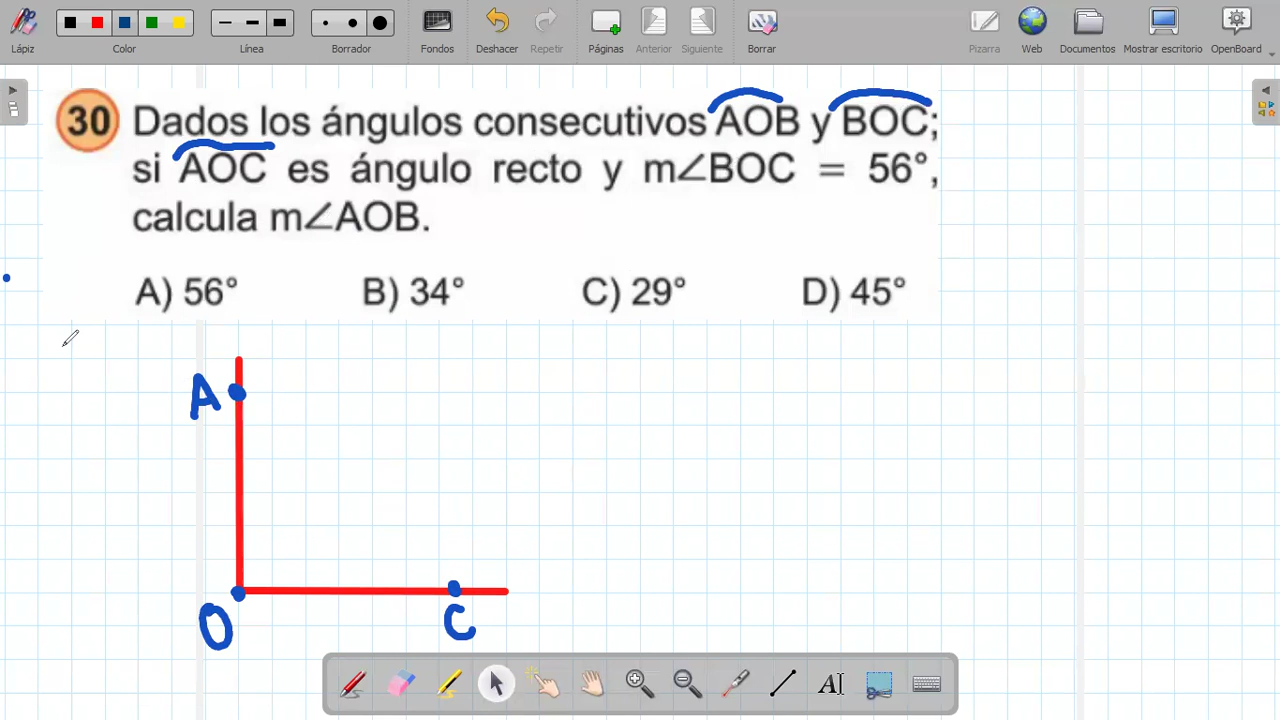 Lápiz Color Línea Borrador Fondos Deshacer Repetir Páginas Anterior Siguiente Borrar Pizarra Web Documentos Mostrar escritorio OpenBoard
30 Dados los ángulos consecutivos AOB y BOC;
si AOC es ángulo recto y m∠BOC = 56°,
calcula m∠AOB.
A) 56° B) 34° C) 29° D) 45°
A
O
C